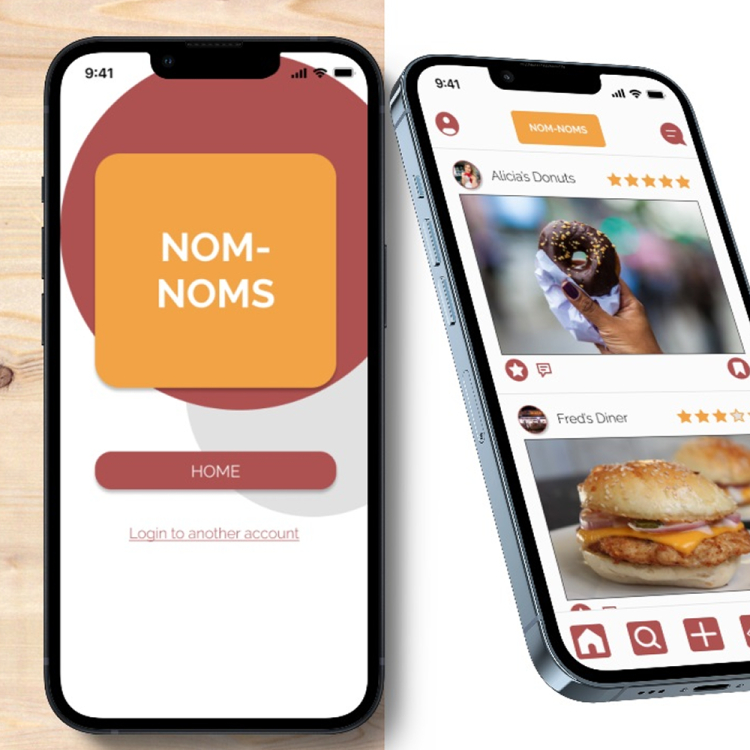 9:41
NOM-
NOMS
HOME
Login to another account
9:41
NOM-NOMS
Alicia's Donuts
Fred's Diner